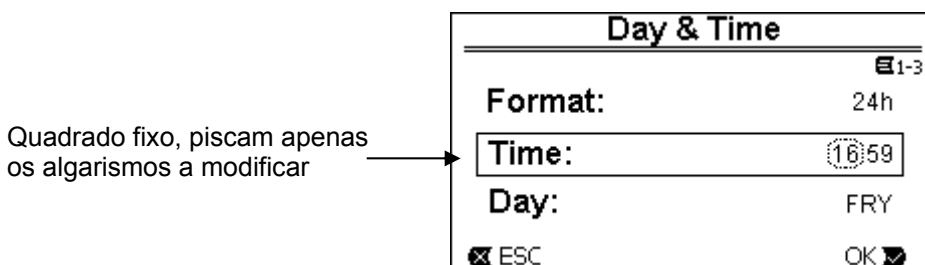 Day & Time
1-3
Format: 24h
Quadrado fixo, piscam apenas
os algarismos a modificar
Time: 16:59
Day: FRY
ESC OK